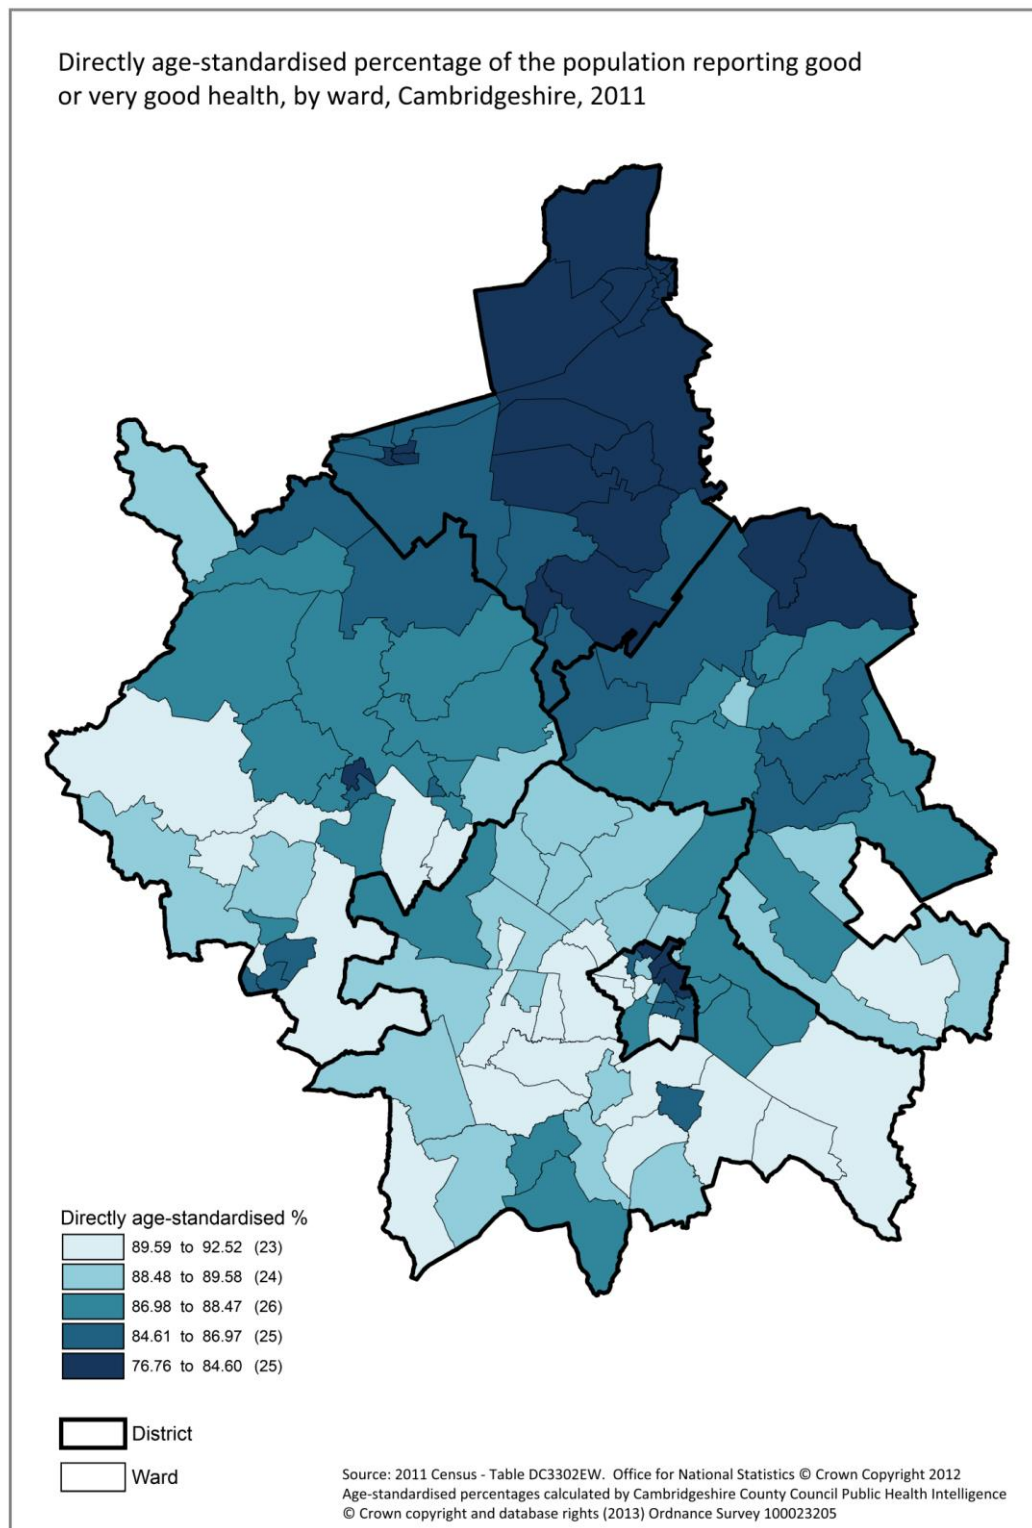 Directly age-standardised percentage of the population reporting good
or very good health, by ward, Cambridgeshire, 2011
Directly age-standardised %
89.59 to 92.52 (23)
88.48 to 89.58 (24)
86.98 to 88.47 (26)
84.61 to 86.97 (25)
76.76 to 84.60 (25)
District
Ward
Source: 2011 Census - Table DC3302EW. Office for National Statistics © Crown Copyright 2012
Age-standardised percentages calculated by Cambridgeshire County Council Public Health Intelligence
© Crown copyright and database rights (2013) Ordnance Survey 100023205